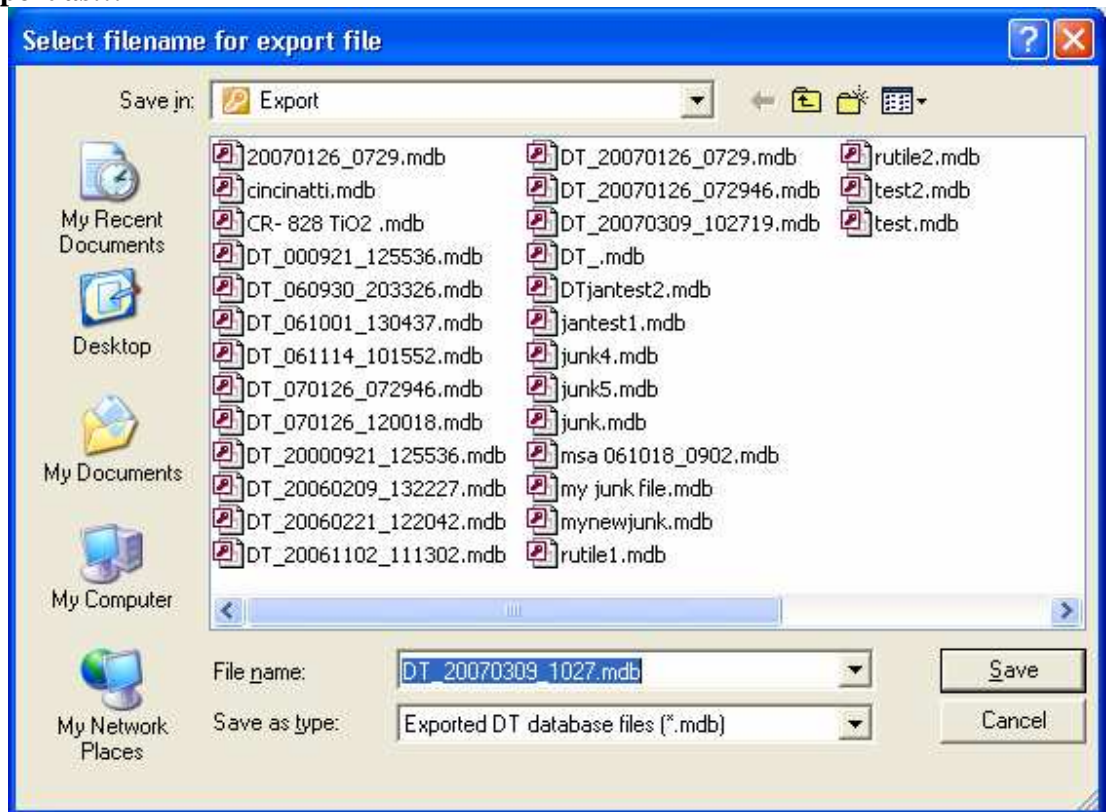 Select filename for export file
Save in: Export
20070126_0729.mdb
cincinatti.mdb
CR- 828 TiO2 .mdb
DT_000921_125536.mdb
DT_060930_203326.mdb
DT_061001_130437.mdb
DT_061114_101552.mdb
DT_070126_072946.mdb
DT_070126_120018.mdb
DT_20000921_125536.mdb
DT_20060209_132227.mdb
DT_20060221_122042.mdb
DT_20061102_111302.mdb
DT_20070126_0729.mdb
DT_20070126_072946.mdb
DT_20070309_102719.mdb
DT_.mdb
DTjantest2.mdb
jantest1.mdb
junk4.mdb
junk5.mdb
junk.mdb
msa 061018_0902.mdb
my junk file.mdb
mynewjunk.mdb
rutile1.mdb
rutile2.mdb
test2.mdb
test.mdb
My Recent
Documents
Desktop
My Documents
My Computer
My Network
Places
File name: DT_20070309_1027.mdb
Save
Save as type: Exported DT database files (*.mdb)
Cancel